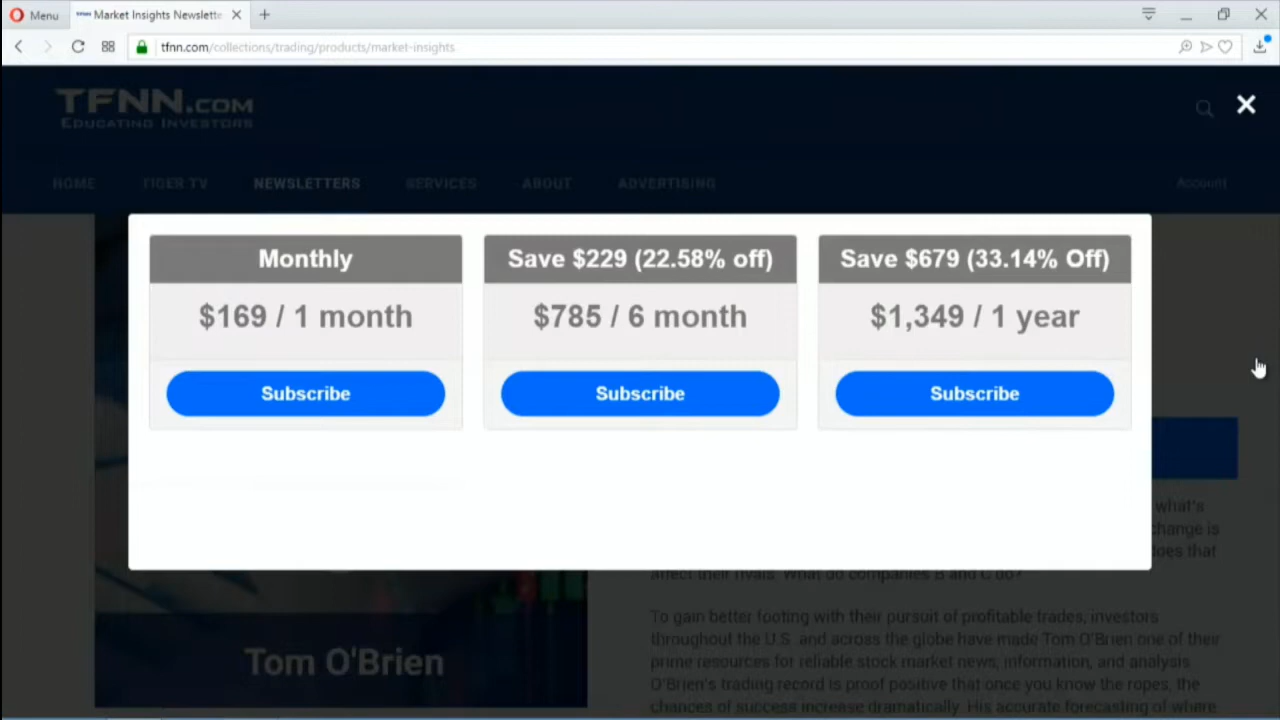 Menu
Market Insights Newslette
tfnn.com/collections/trading/products/market-insights
TFNN.COM
EDUCATING INVESTORS
HOME TIGER TV NEWSLETTERS SERVICES ABOUT ADVERTISING Account
Monthly
$169 / 1 month
Subscribe
Save $229 (22.58% off)
$785 / 6 month
Subscribe
Save $679 (33.14% Off)
$1,349 / 1 year
Subscribe
what's
change is
does that
affect their rivals. What do companies B and C do?
To gain better footing with their pursuit of profitable trades, investors
throughout the U.S. and across the globe have made Tom O'Brien one of their
prime resources for reliable stock market news, information, and analysis.
O'Brien's trading record is proof positive that once you know the ropes, the
chances of success increase dramatically. His accurate forecasting of where
Tom O'Brien